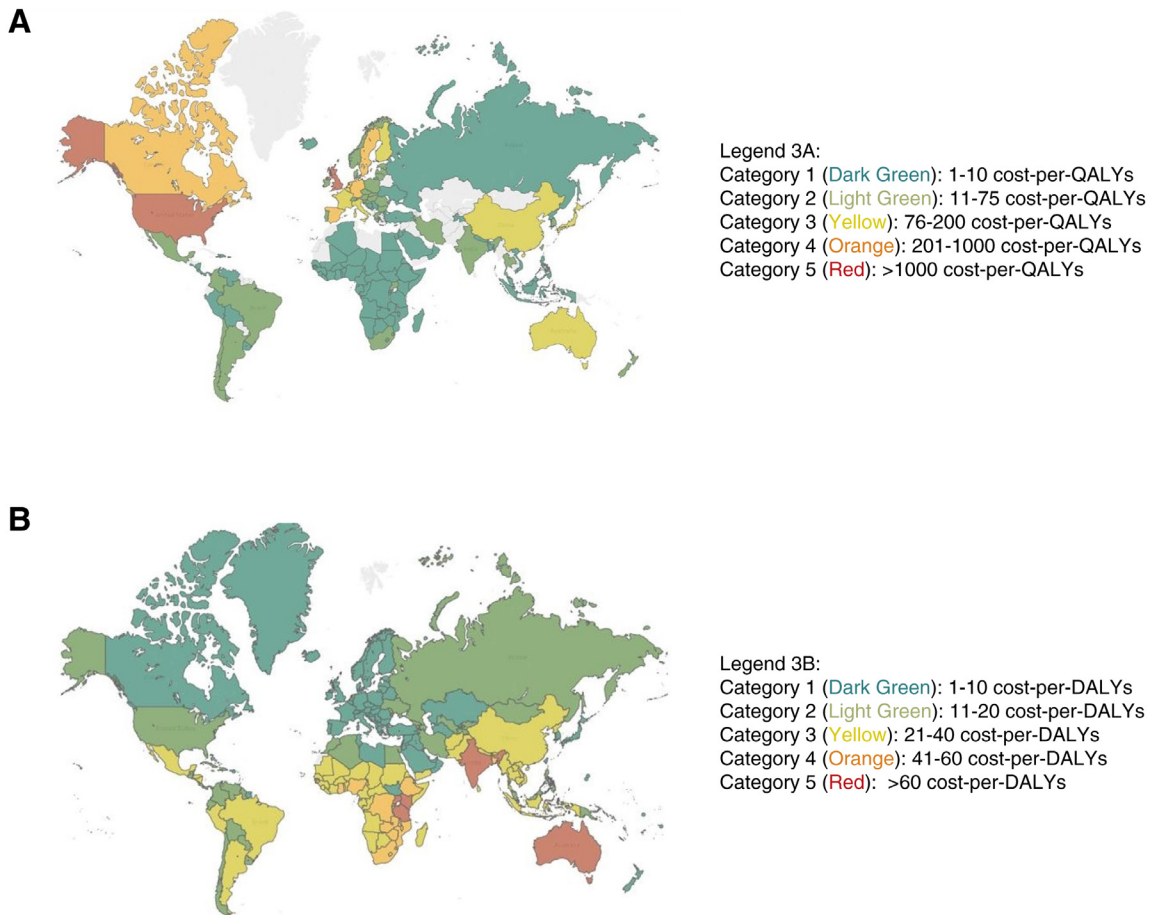 A
Legend 3A:
Category 1 (Dark Green): 1-10 cost-per-QALYs
Category 2 (Light Green): 11-75 cost-per-QALYs
Category 3 (Yellow): 76-200 cost-per-QALYs
Category 4 (Orange): 201-1000 cost-per-QALYs
Category 5 (Red): >1000 cost-per-QALYs
B
Legend 3B:
Category 1 (Dark Green): 1-10 cost-per-DALYs
Category 2 (Light Green): 11-20 cost-per-DALYs
Category 3 (Yellow): 21-40 cost-per-DALYs
Category 4 (Orange): 41-60 cost-per-DALYs
Category 5 (Red): >60 cost-per-DALYs